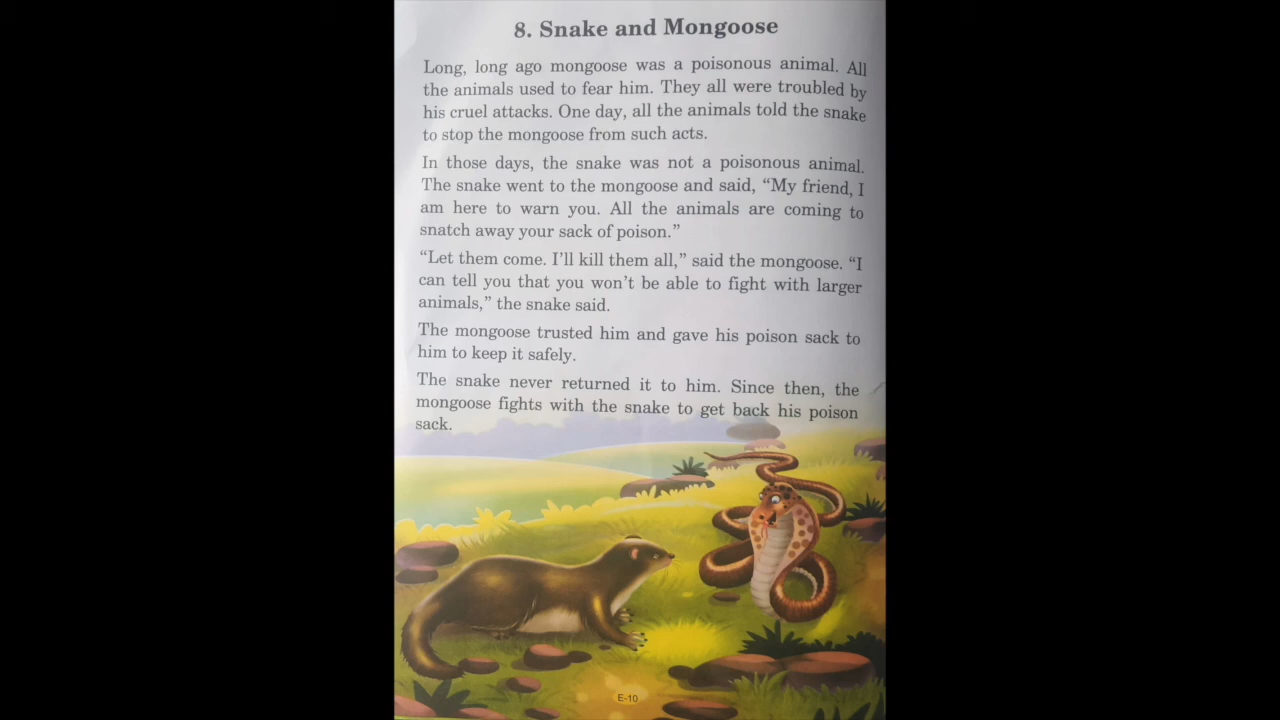 8. Snake and Mongoose
Long, long ago mongoose was a poisonous animal. All
the animals used to fear him. They all were troubled by
his cruel attacks. One day, all the animals told the snake
to stop the mongoose from such acts.
In those days, the snake was not a poisonous animal.
The snake went to the mongoose and said, “My friend, I
am here to warn you. All the animals are coming to
snatch away your sack of poison.”
“Let them come. I’ll kill them all,” said the mongoose. “I
can tell you that you won’t be able to fight with larger
animals,” the snake said.
The mongoose trusted him and gave his poison sack to
him to keep it safely.
The snake never returned it to him. Since then, the
mongoose fights with the snake to get back his poison
sack.
E-10